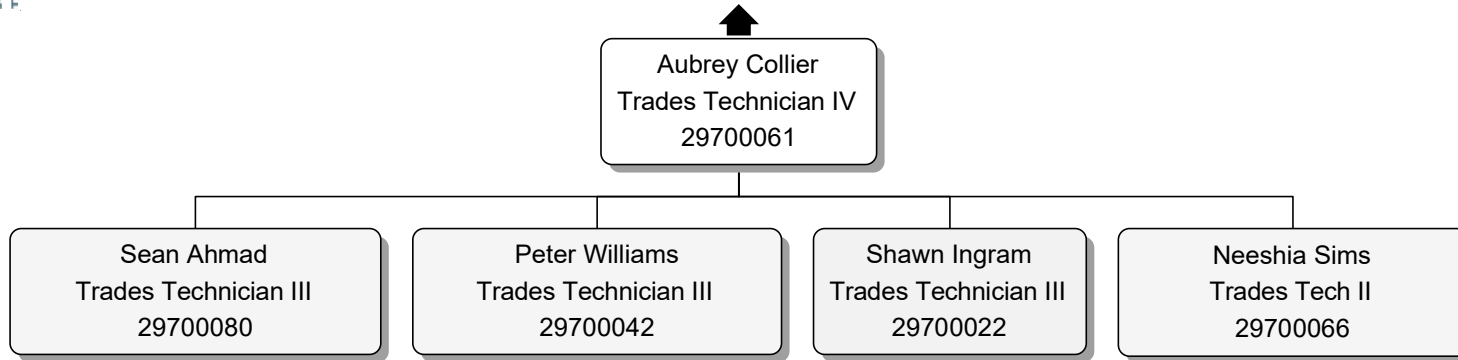 Aubrey Collier
Trades Technician IV
29700061
Sean Ahmad
Trades Technician III
29700080
Peter Williams
Trades Technician III
29700042
Shawn Ingram
Trades Technician III
29700022
Neeshia Sims
Trades Tech II
29700066